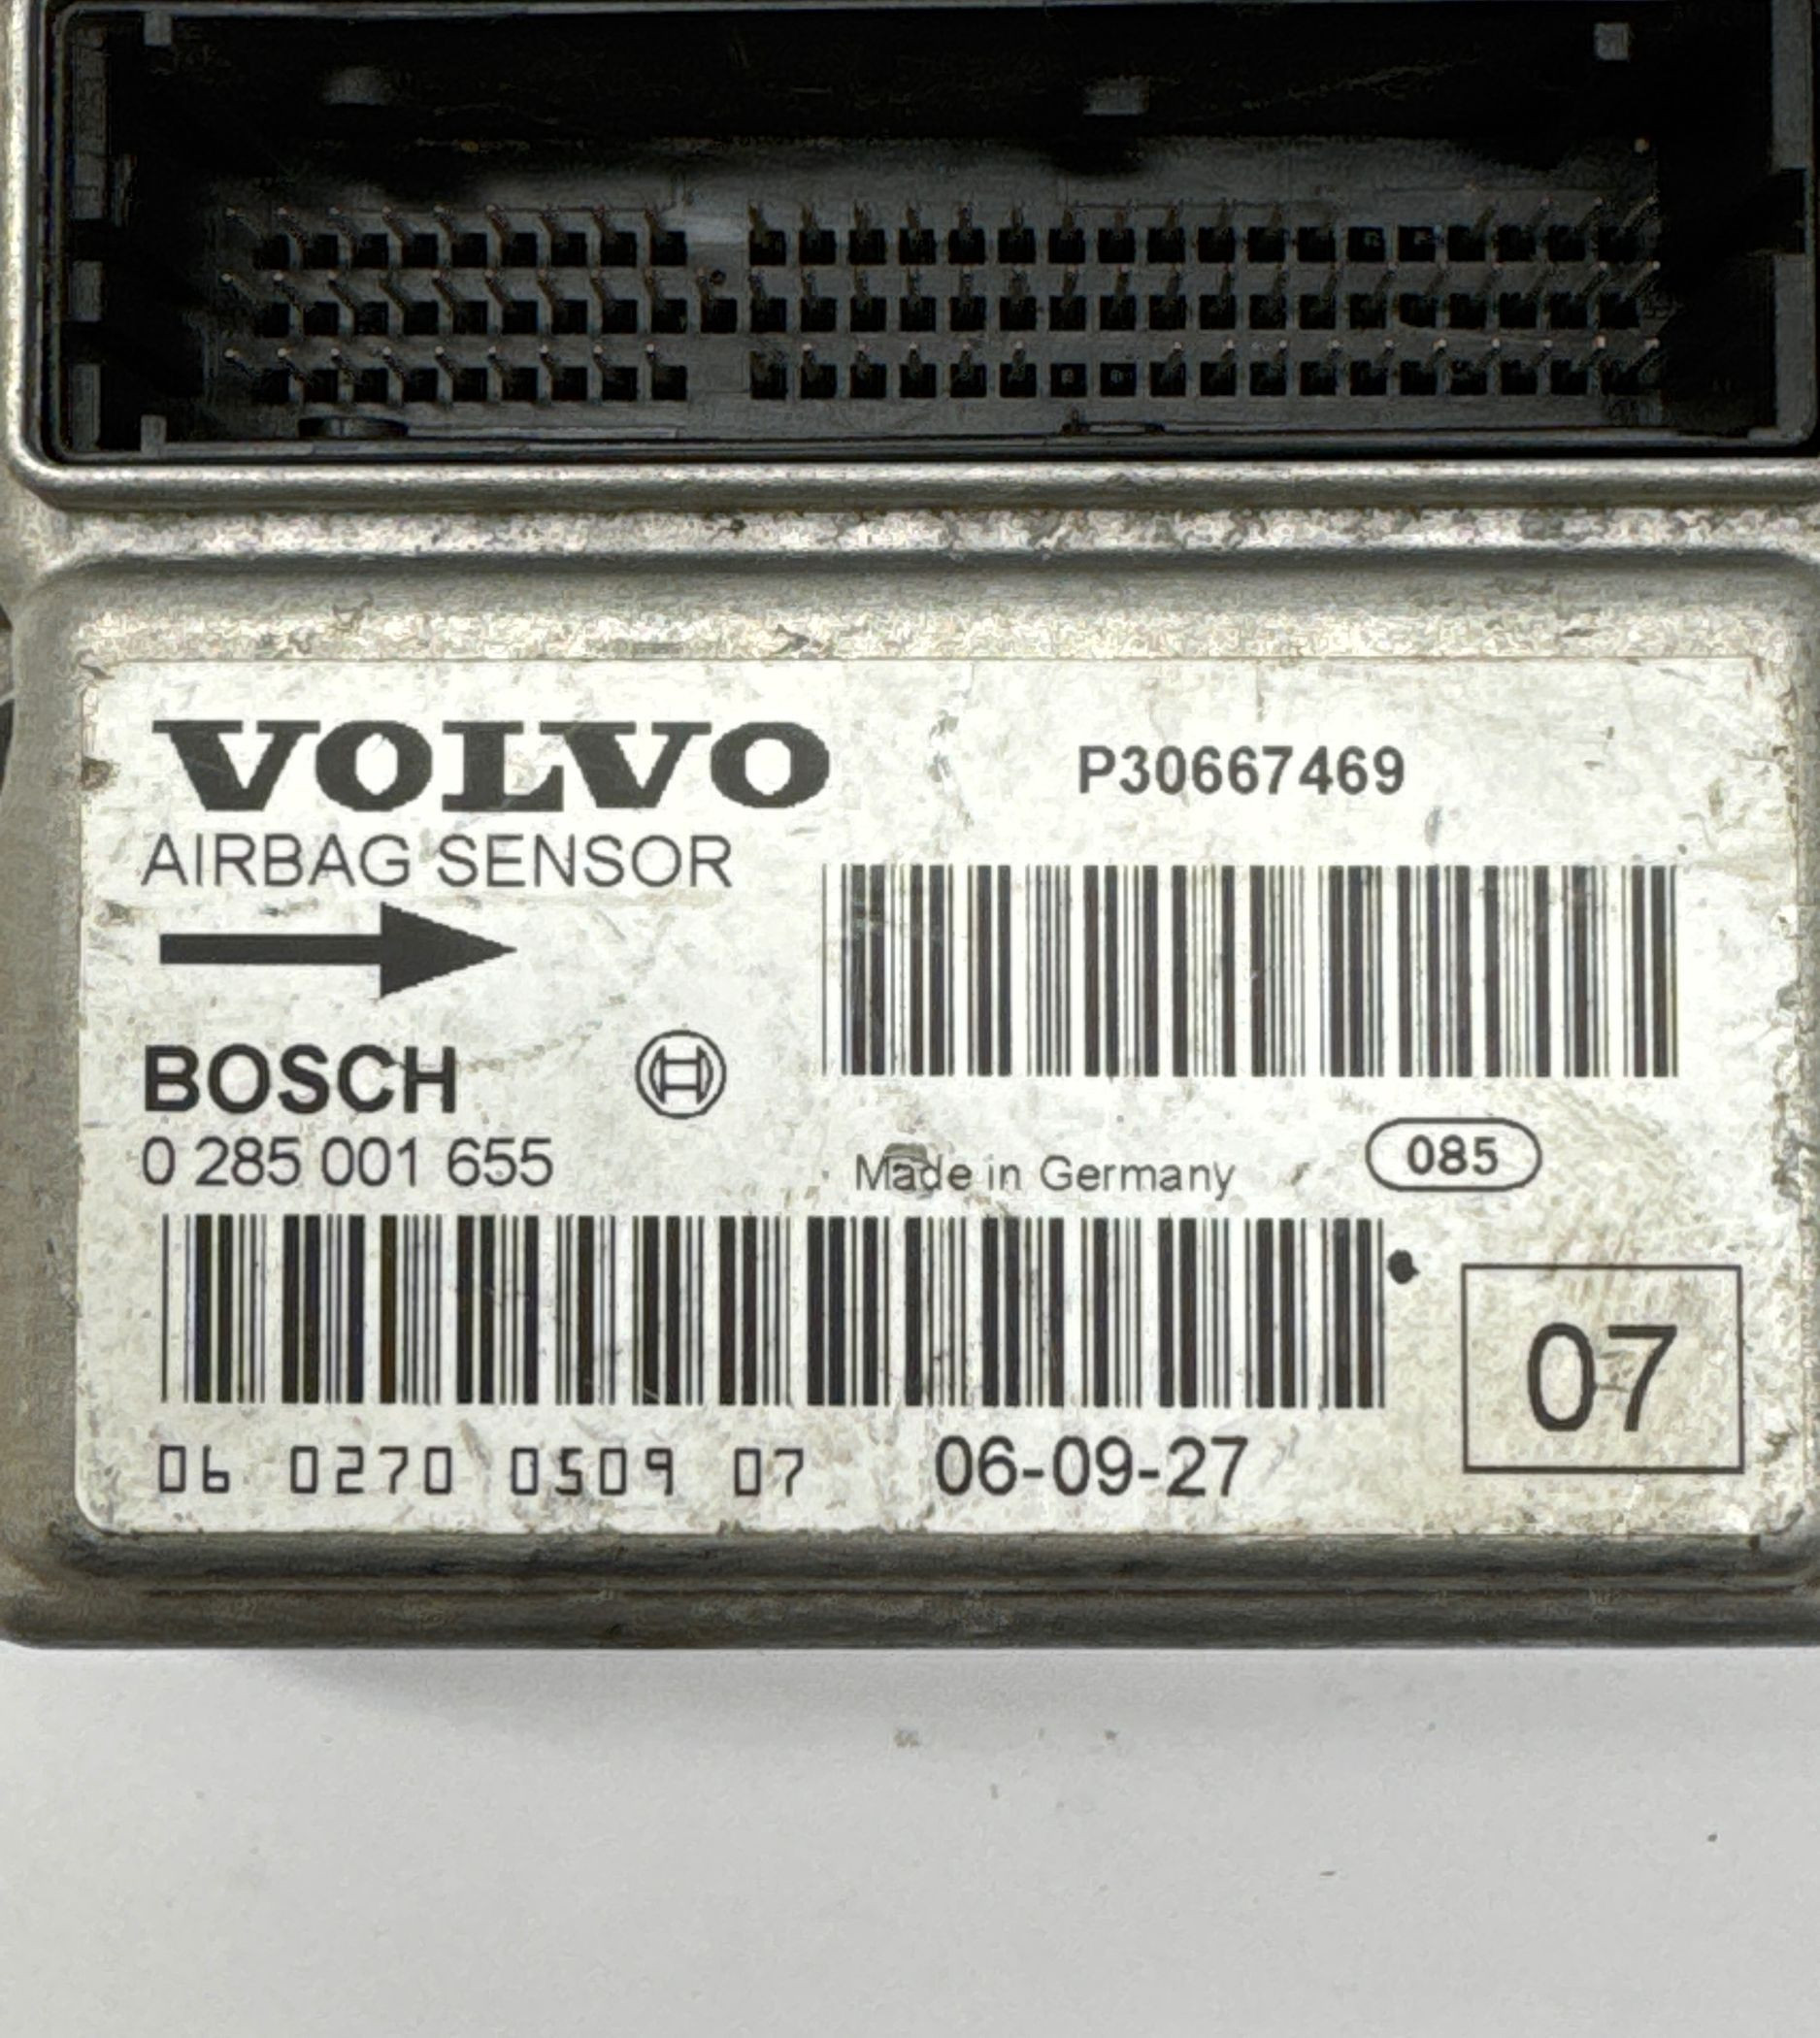 VOLVO
P30667469
AIRBAG SENSOR
BOSCH
0 285 001 655
Made in Germany
085
07
06 0270 0509 07
06-09-27